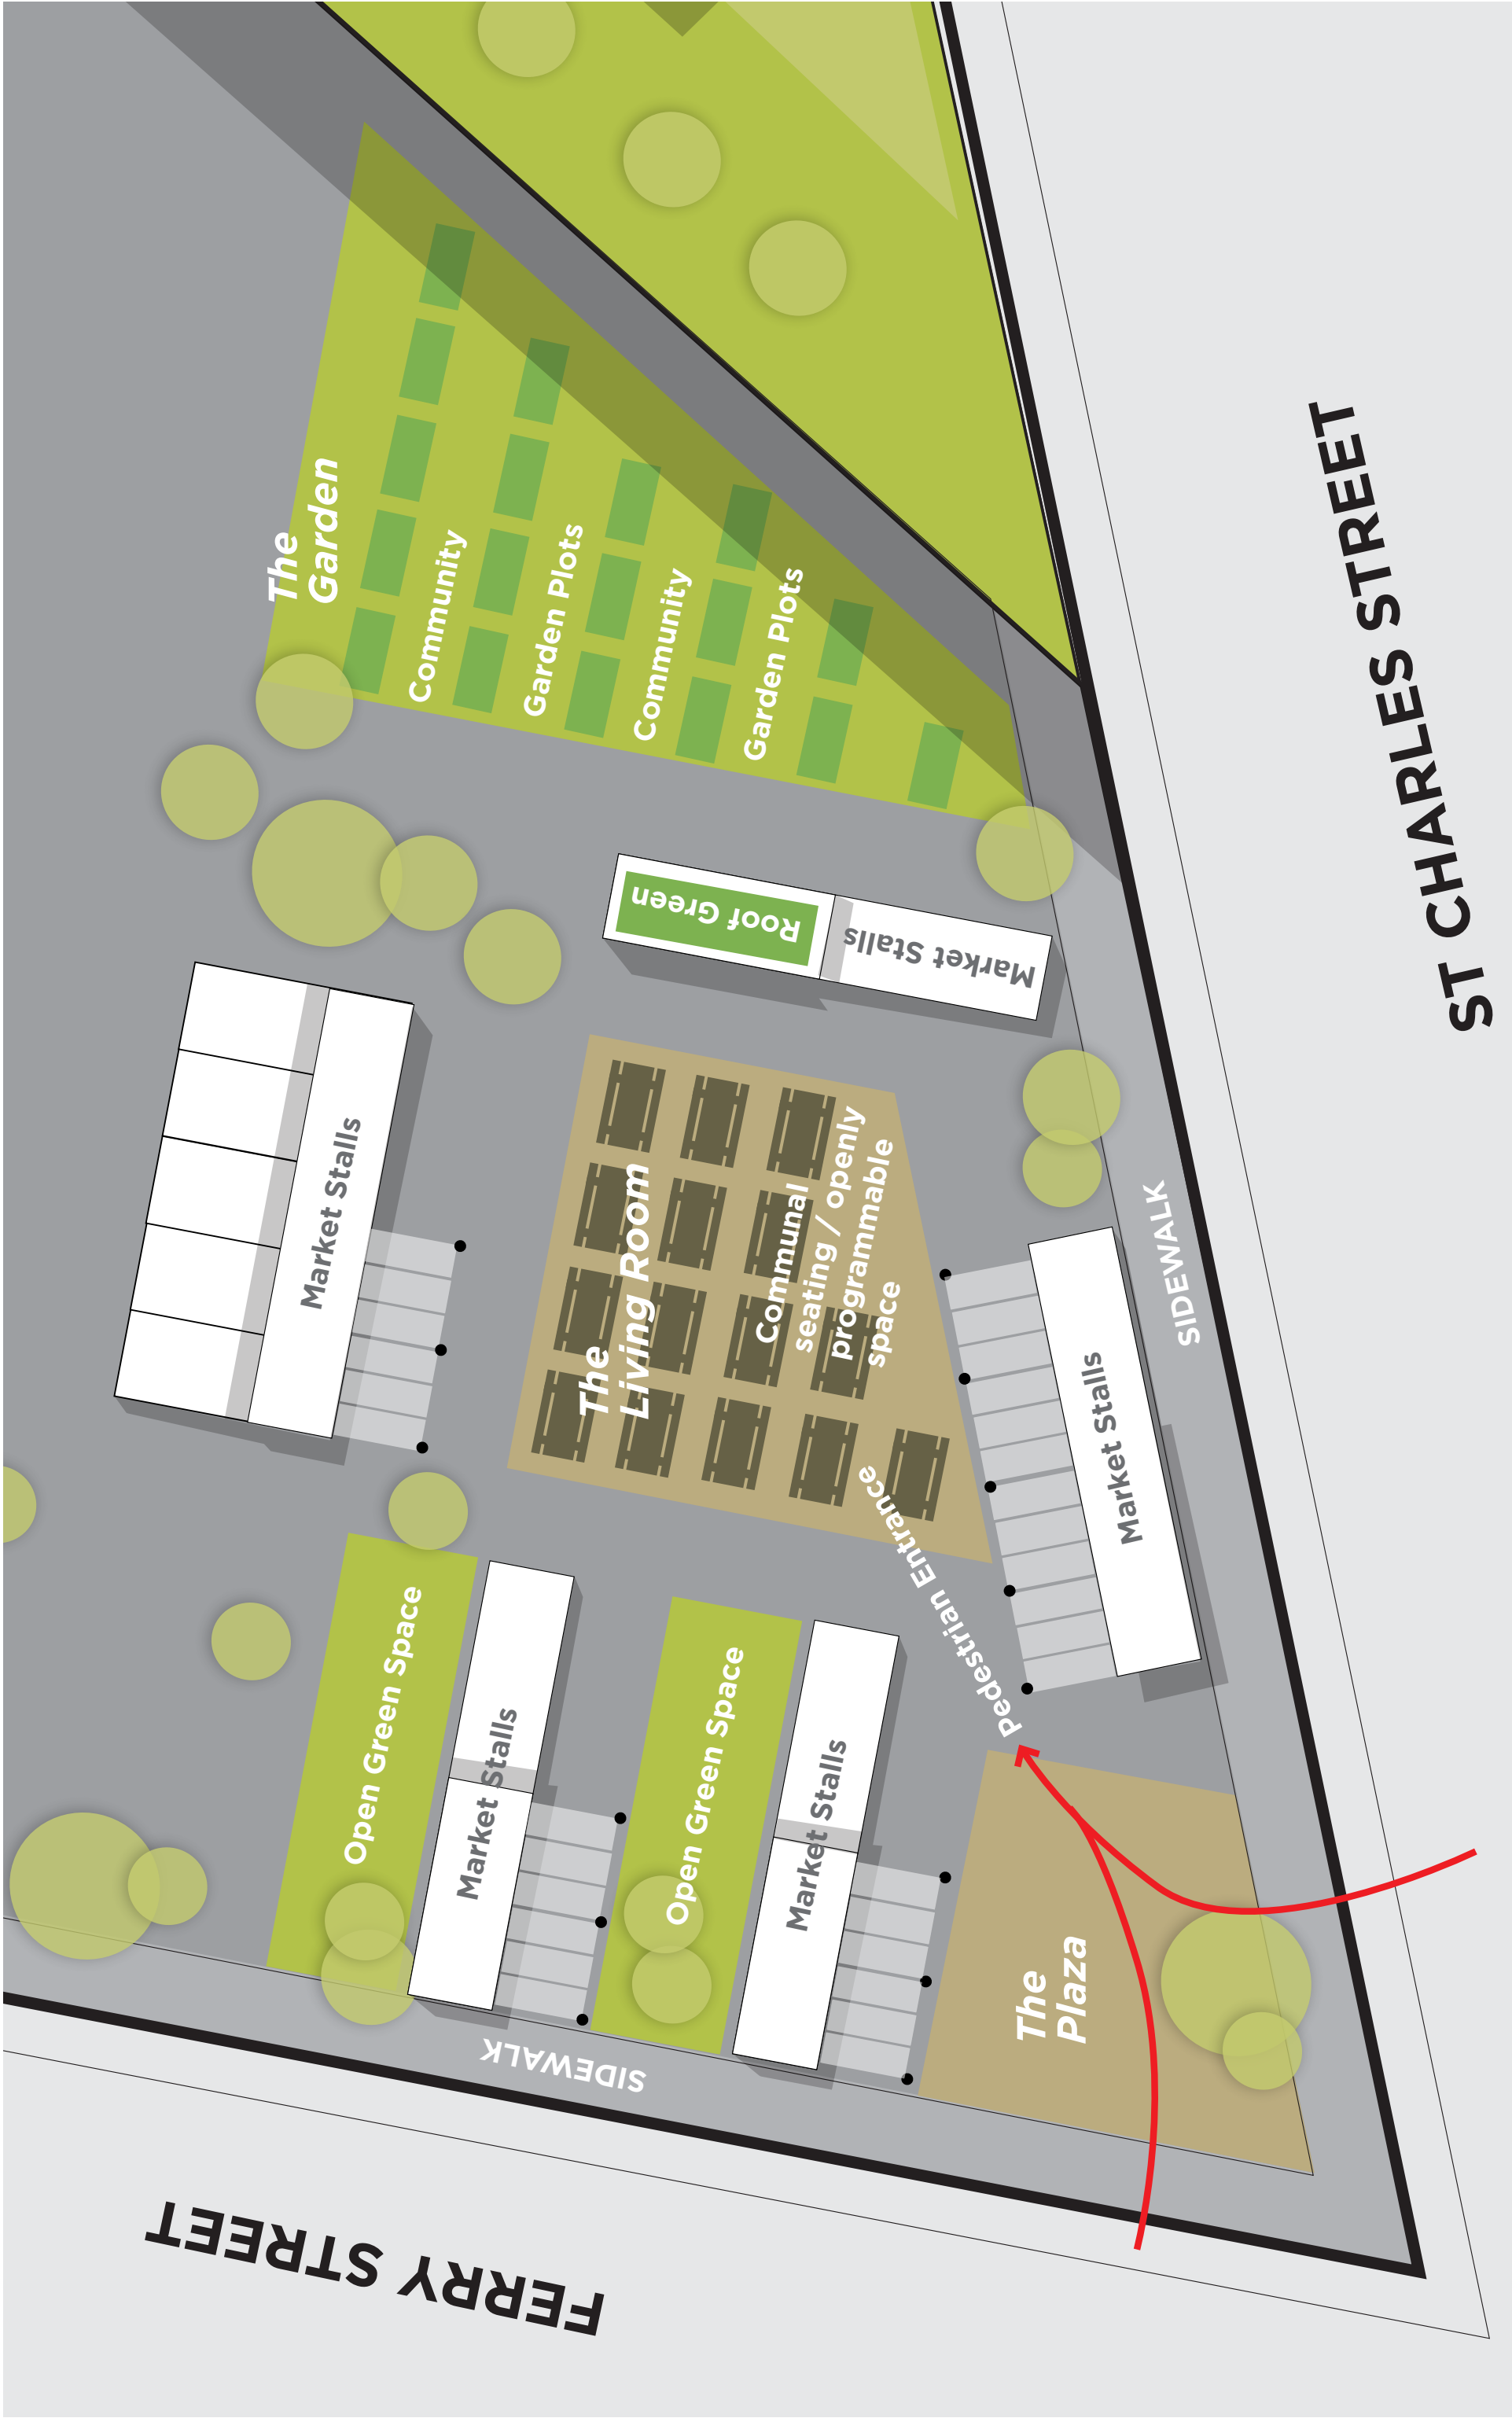 The
Garden
Community
Garden Plots
Community
Garden Plots
Roof Green
Market Stalls
Market Stalls
The
Living Room
Communal
seating / openly
programmable
space
Market Stalls
SIDEWALK
ST CHARLES STREET
Pedestrian Entrance
Open Green Space
Market Stalls
Open Green Space
Market Stalls
The
Plaza
SIDEWALK
FERRY STREET